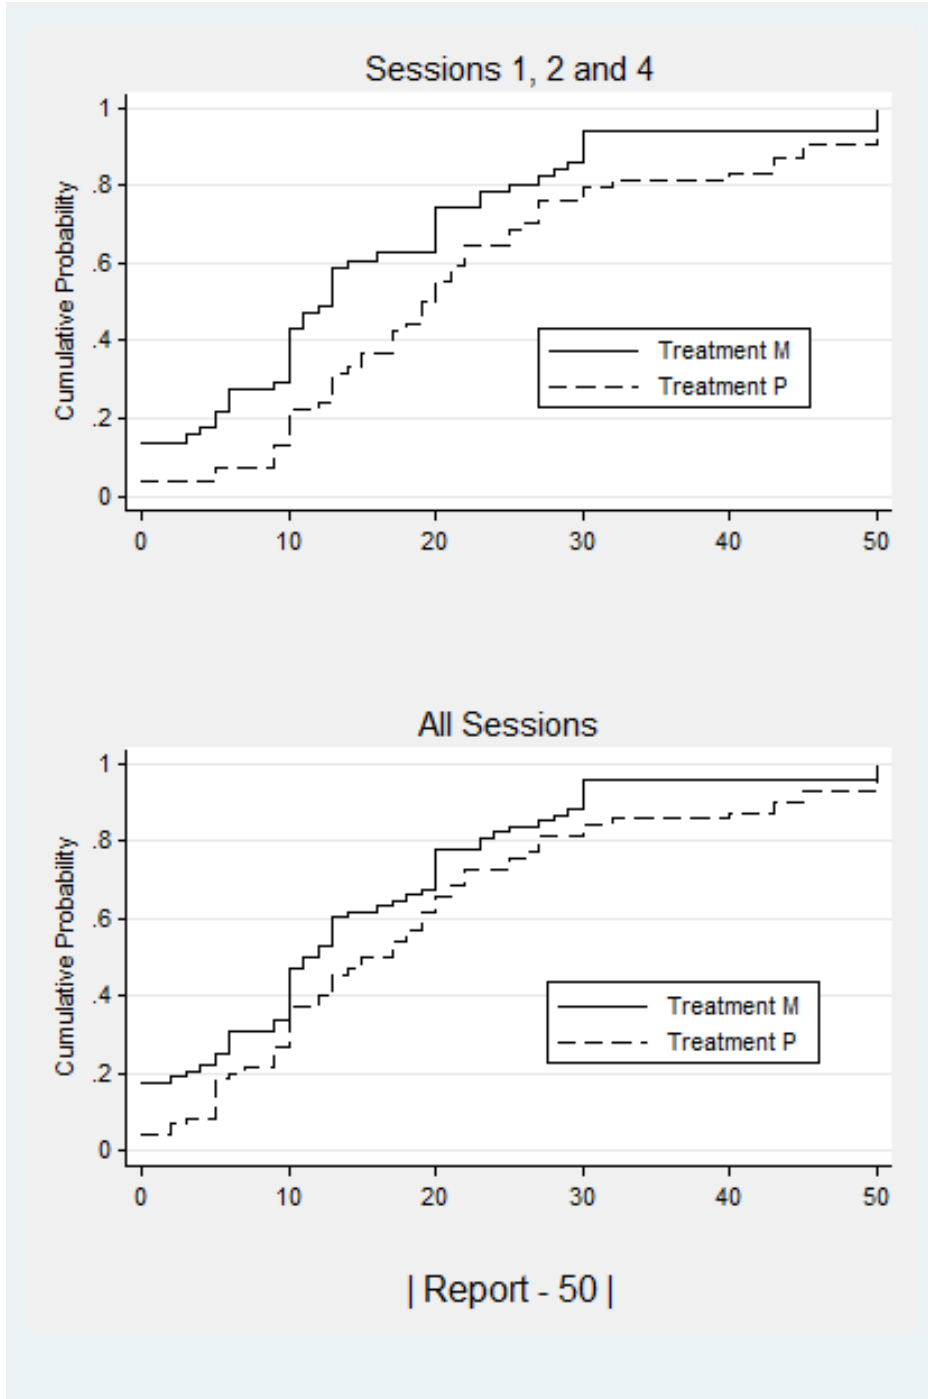 Sessions 1, 2 and 4
Cumulative Probability
1
.8
.6
.4
.2
0
Treatment M
Treatment P
0 10 20 30 40 50
All Sessions
Cumulative Probability
1
.8
.6
.4
.2
0
Treatment M
Treatment P
0 10 20 30 40 50
| Report - 50 |